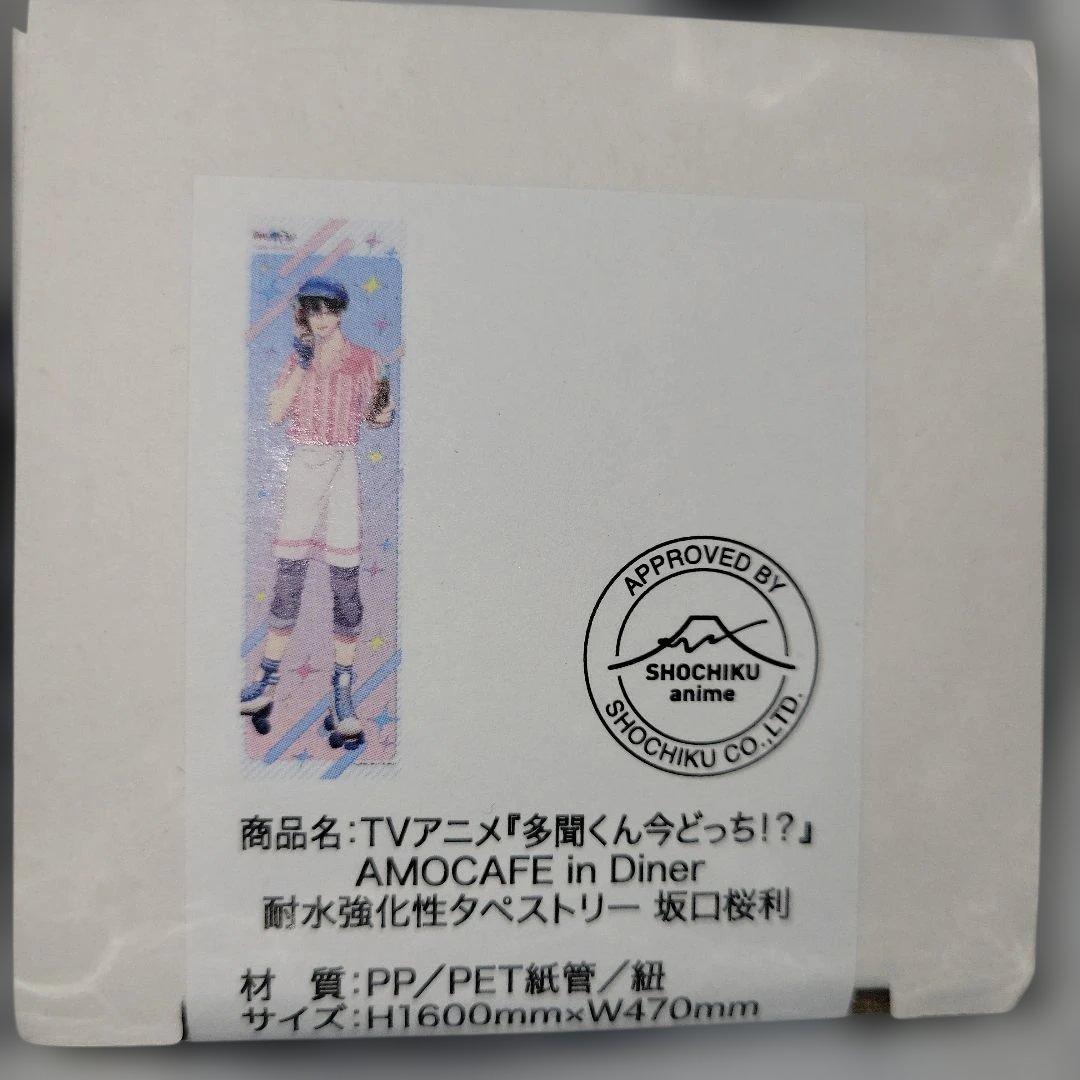 APPROVED BY
SHOCHIKU
anime
SHOCHIKU CO.,LTD.
商品名:TVアニメ『多聞くん今どっち!?』
AMOCAFE in Diner
耐水強化性タペストリー 坂口桜利
材 質:PP/PET紙管/紐
サイズ:H1600mm×W470mm